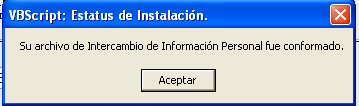 VBScript: Estatus de Instalación.
Su archivo de Intercambio de Información Personal fue conformado.
Aceptar